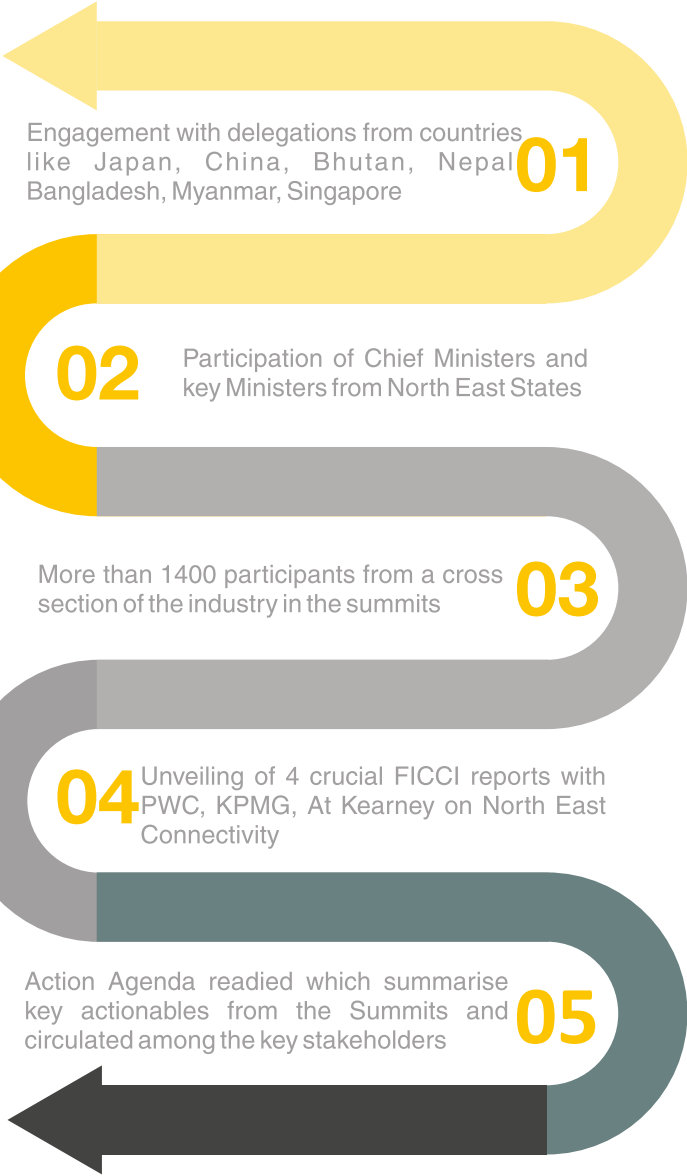 Engagement with delegations from countries
like Japan, China, Bhutan, Nepal
Bangladesh, Myanmar, Singapore
01
02
Participation of Chief Ministers and
key Ministers from North East States
More than 1400 participants from a cross
section of the industry in the summits
03
04
Unveiling of 4 crucial FICCI reports with
PWC, KPMG, At Kearney on North East
Connectivity
Action Agenda readied which summarise
key actionables from the Summits and
circulated among the key stakeholders
05